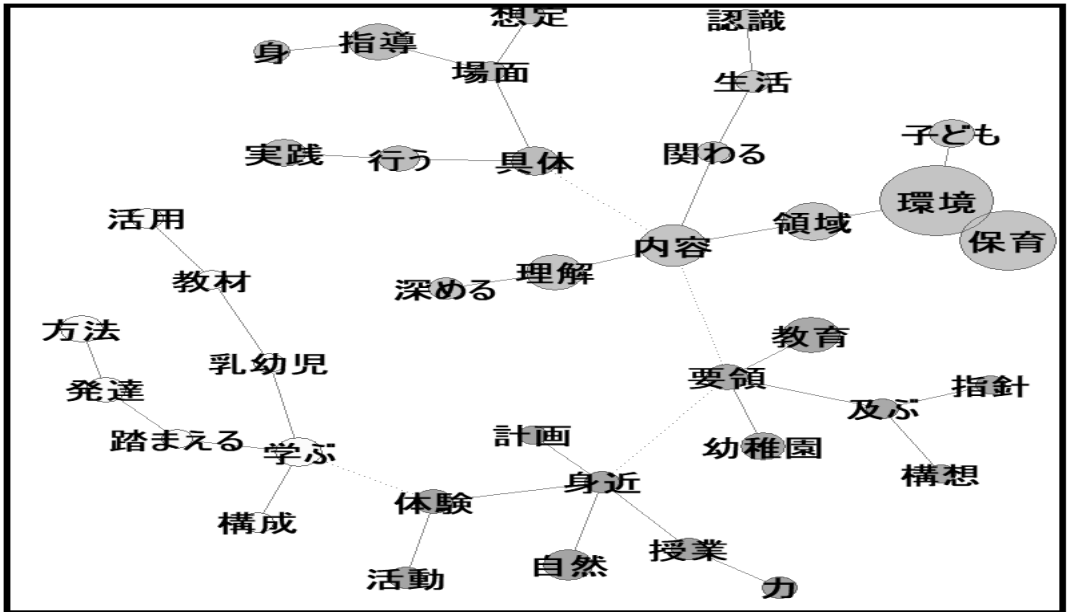 想定
認識
身
指導
場面
生活
子ども
実践
行う
具体
関わる
環境
活用
領域
保育
内容
教材
深める
理解
方法
教育
乳幼児
要領
指針
発達
及ぶ
踏まえる
学ぶ
計画
幼稚園
構想
身近
体験
構成
自然
授業
活動
力